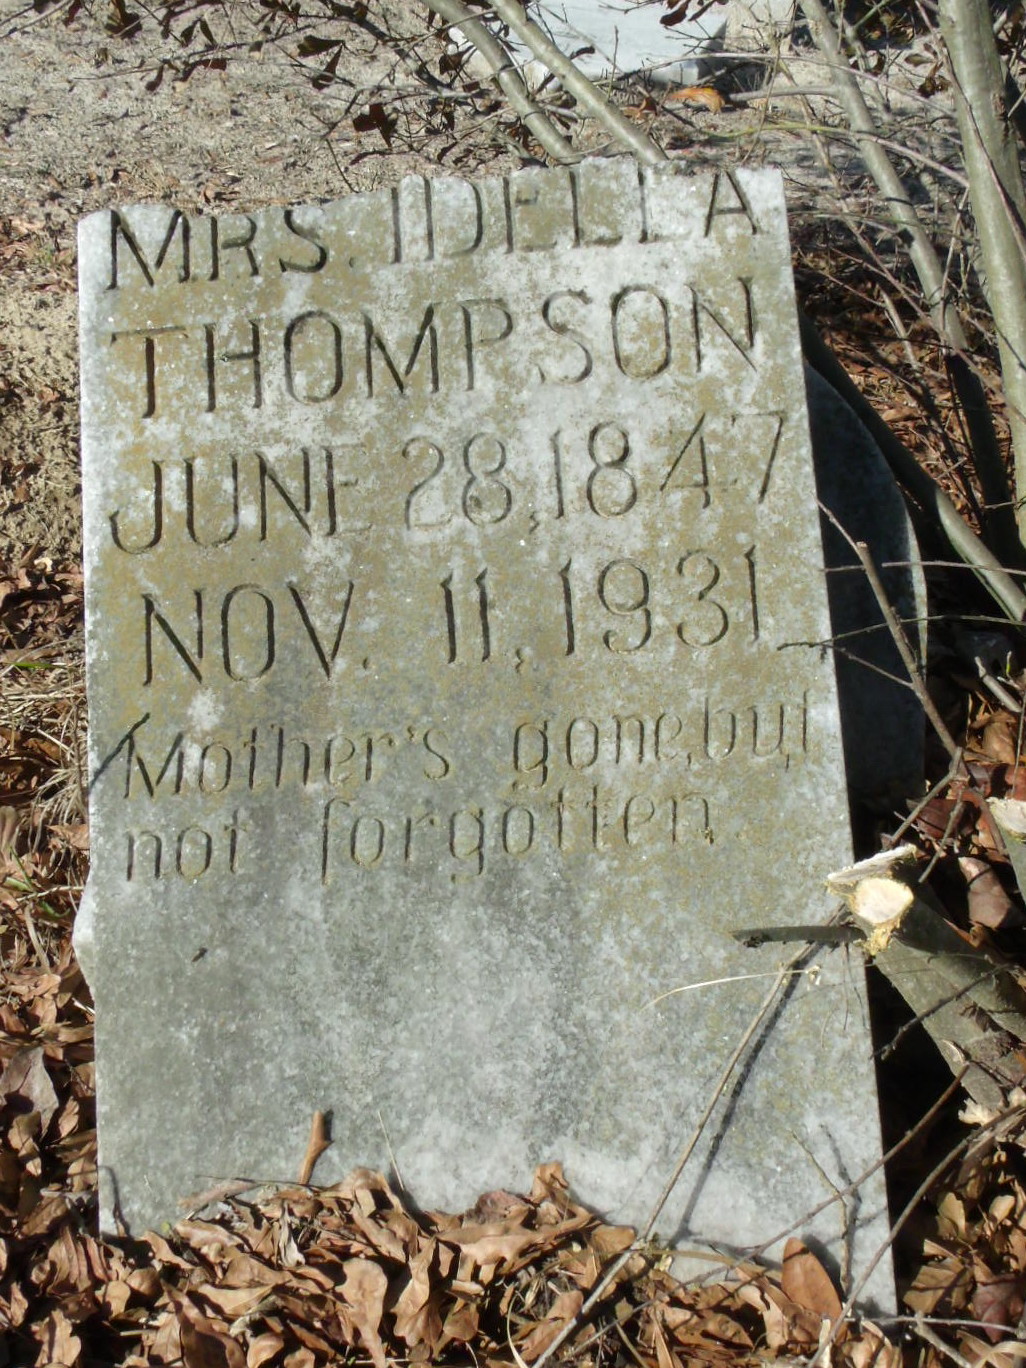 MRS. IDELLA
THOMPSON
JUNE 28, 1847
NOV. 11, 1931
Mother's gone, but
not forgotten.